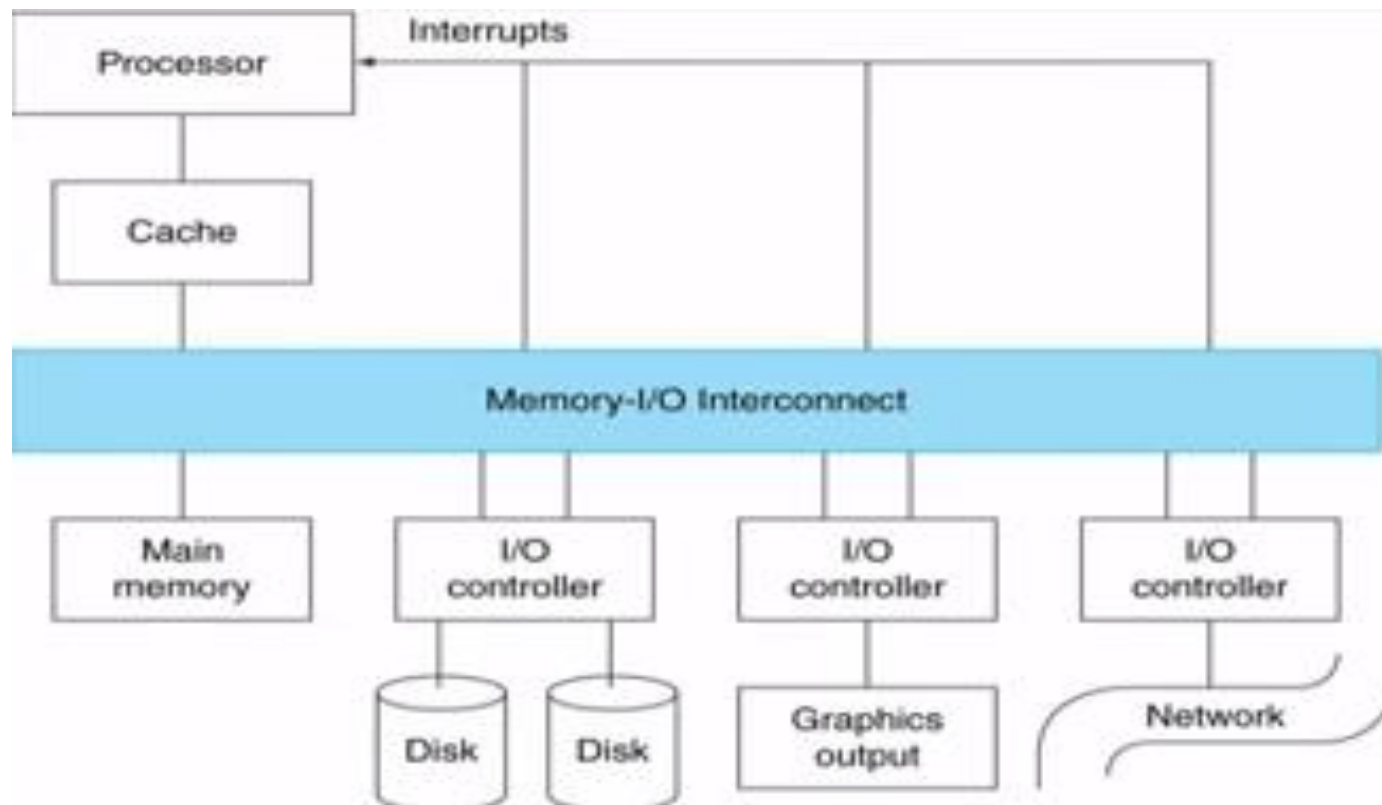 Interrupts
Processor
Cache
Memory-I/O Interconnect
Main
memory
I/O
controller
I/O
controller
I/O
controller
Disk
Disk
Graphics
output
Network